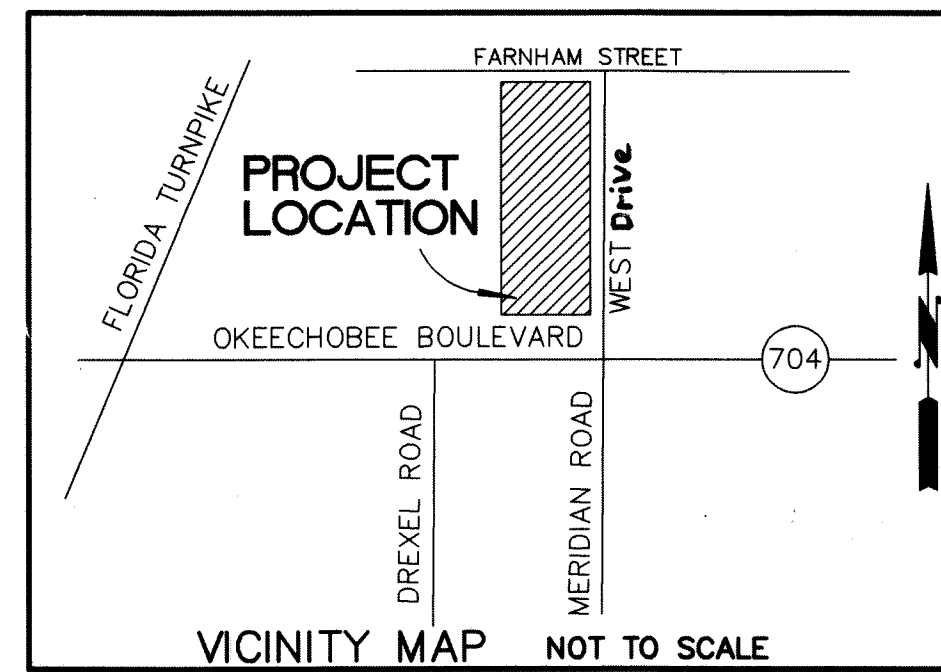 FARNHAM STREET
FLORIDA TURNPIKE
PROJECT
LOCATION
WEST Drive
N
OKEECHOBEE BOULEVARD
704
DREXEL ROAD
MERIDIAN ROAD
VICINITY MAP NOT TO SCALE